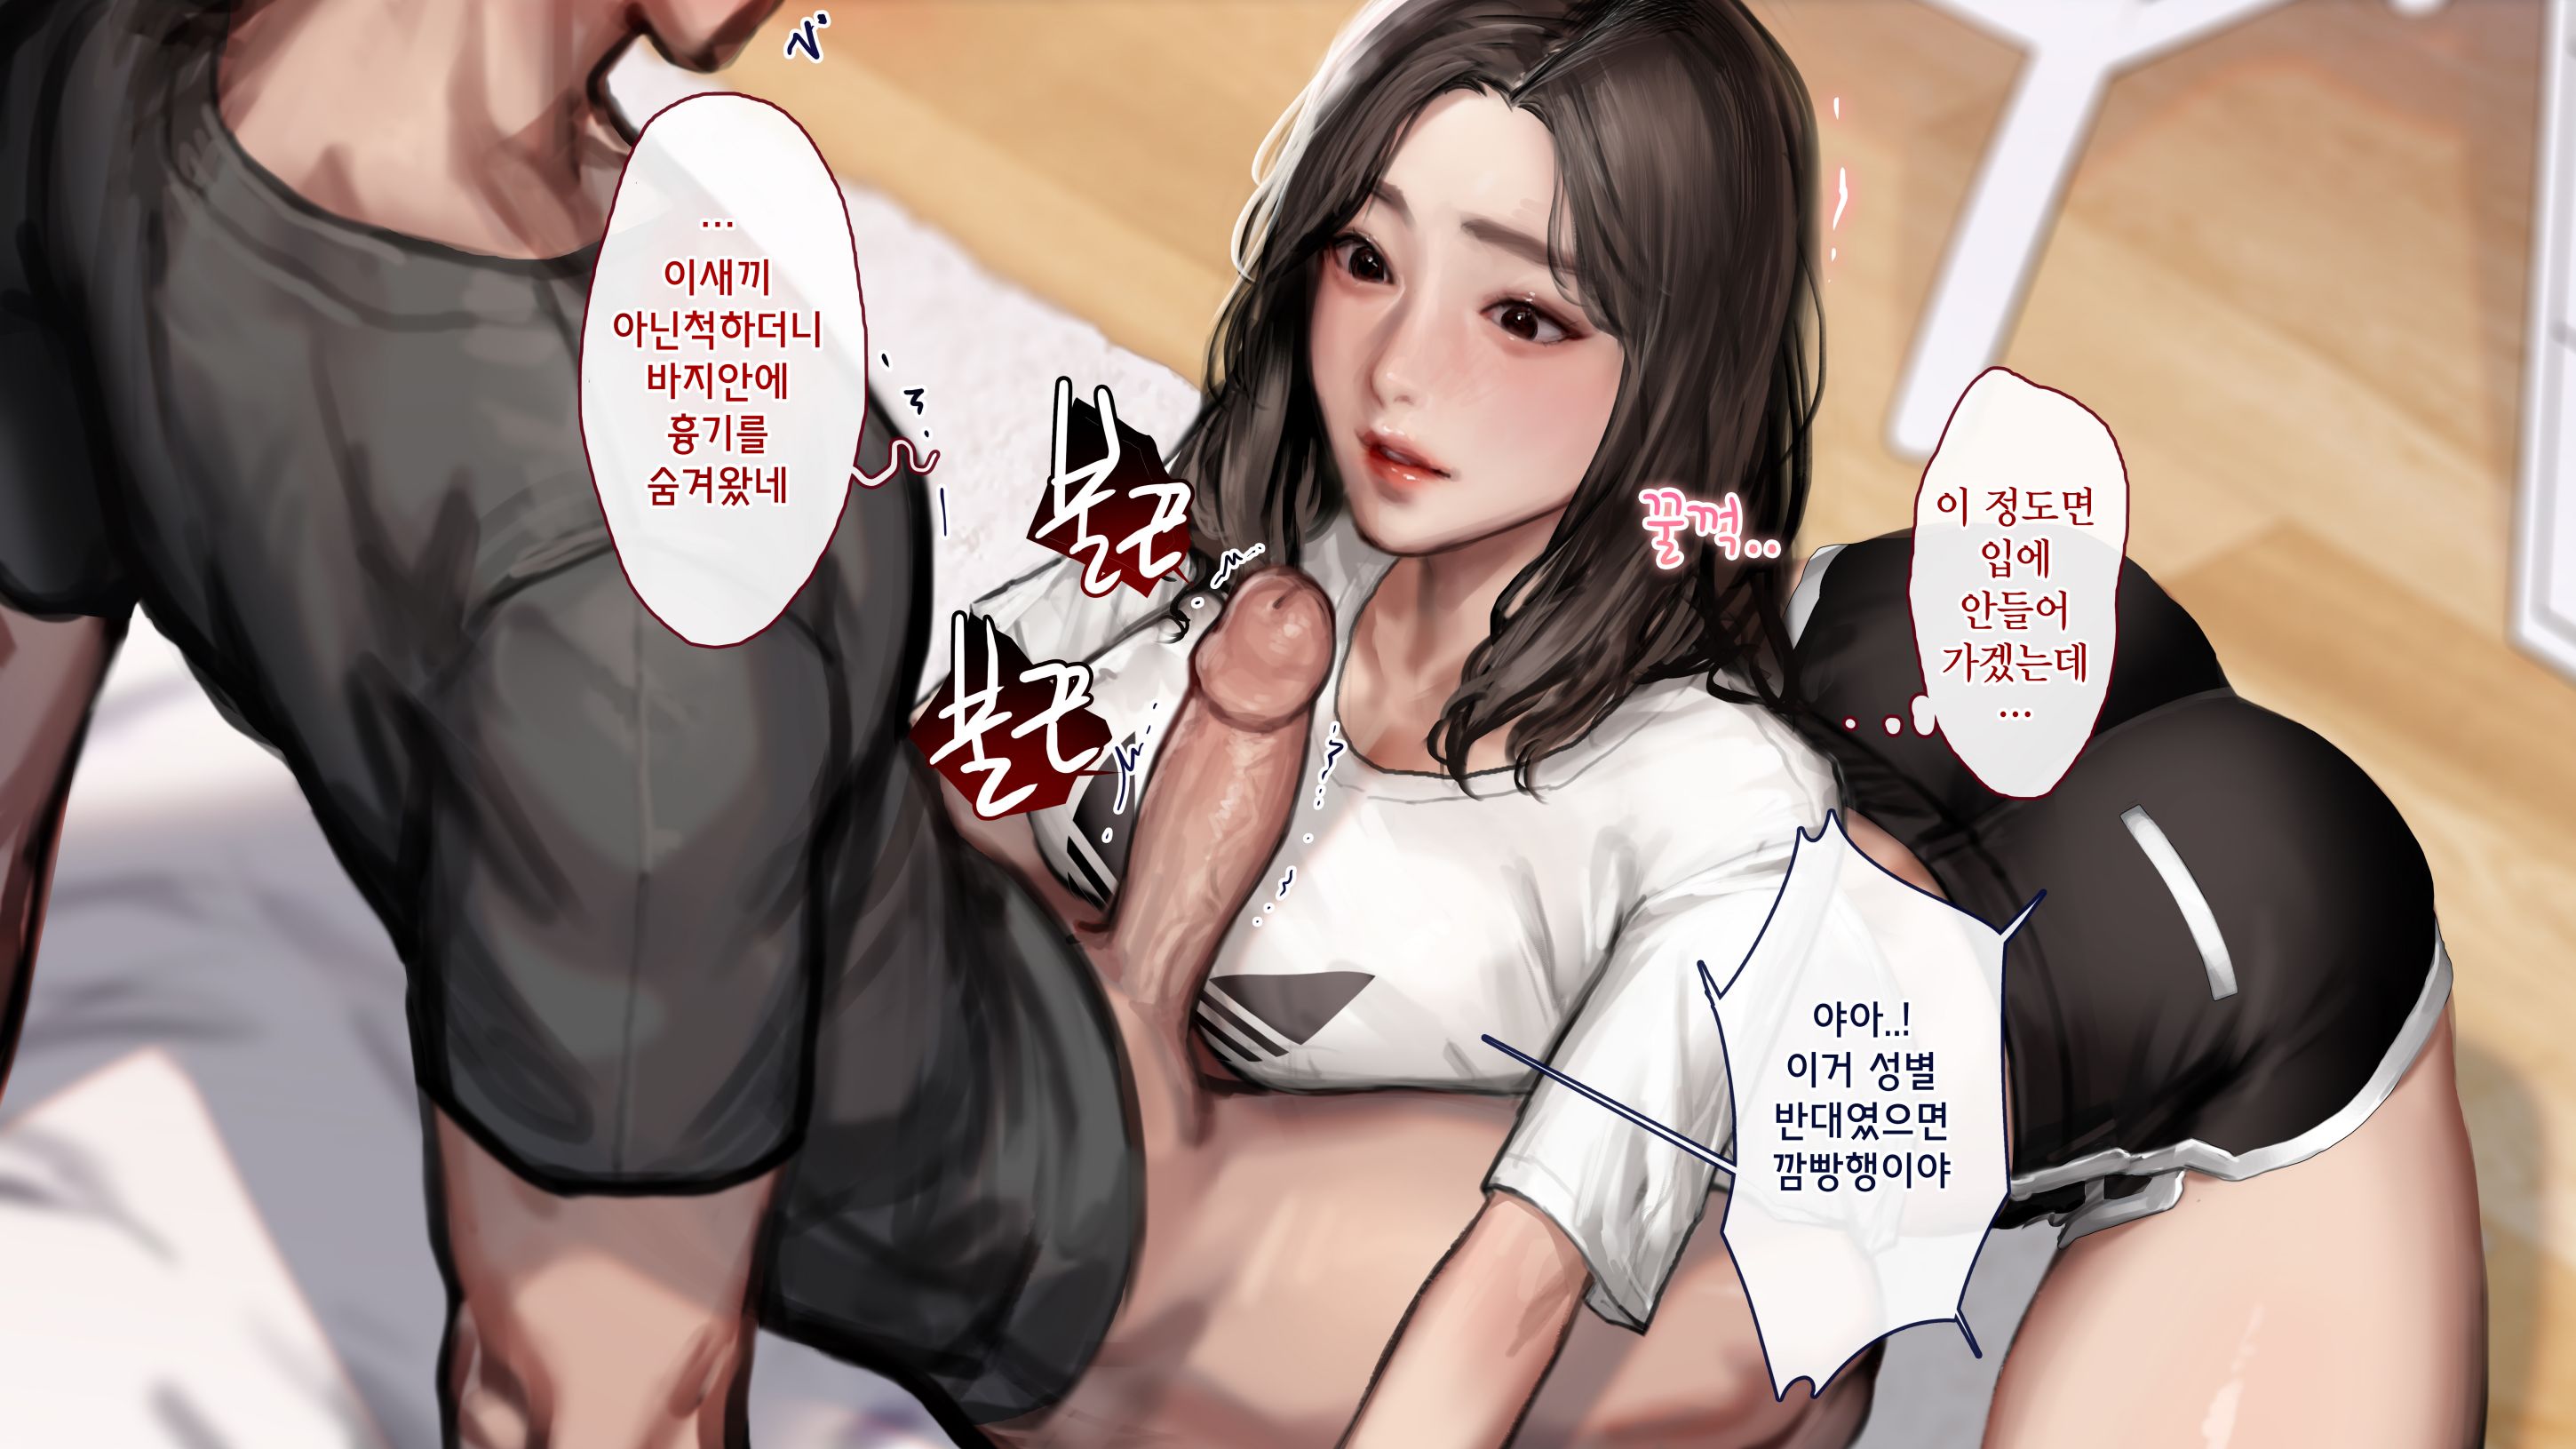 …
이새끼
아닌척하더니
바지안에
흉기를
숨겨왔네
불끈
불끈
꿀꺽..
이 정도면
입에
안들어
가겠는데
…
야아..!
이거 성별
반대였으면
깜빵행이야